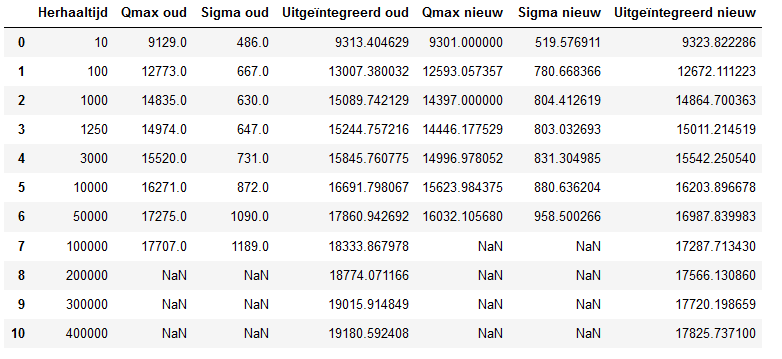 Herhaaltijd Qmax oud Sigma oud Uitgeïntegreerd oud Qmax nieuw Sigma nieuw Uitgeïntegreerd nieuw
0 10 9129.0 486.0 9313.404629 9301.000000 519.576911 9323.822286
1 100 12773.0 667.0 13007.380032 12593.057357 780.668366 12672.111223
2 1000 14835.0 630.0 15089.742129 14397.000000 804.412619 14864.700363
3 1250 14974.0 647.0 15244.757216 14446.177529 803.032693 15011.214519
4 3000 15520.0 731.0 15845.760775 14996.978052 831.304985 15542.250540
5 10000 16271.0 872.0 16691.798067 15623.984375 880.636204 16203.896678
6 50000 17275.0 1090.0 17860.942692 16032.105680 958.500266 16987.839983
7 100000 17707.0 1189.0 18333.867978 NaN NaN 17287.713430
8 200000 NaN NaN 18774.071166 NaN NaN 17566.130860
9 300000 NaN NaN 19015.914849 NaN NaN 17720.198659
10 400000 NaN NaN 19180.592408 NaN NaN 17825.737100